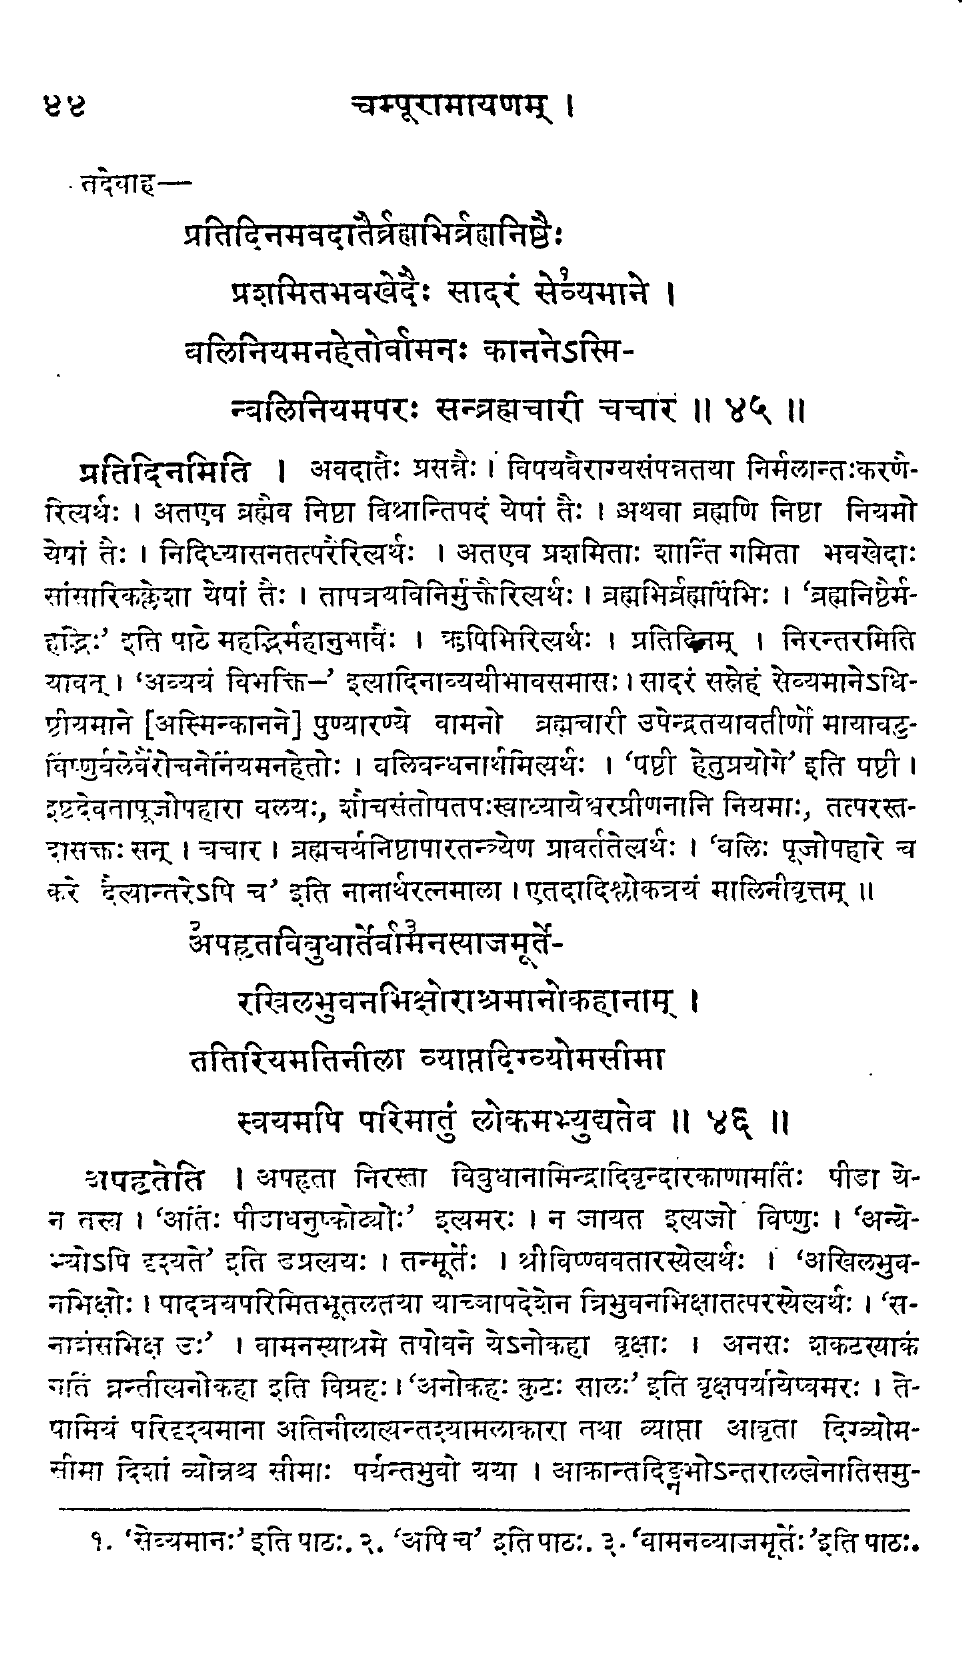 ४४ चम्पूरामायणम् ।
तदेवाह—
प्रतिदिनमवदातैर्ब्रह्मभिर्ब्रह्मनिष्ठैः
प्रशमितभवखेदैः सादरं सेव्यमाने ।
बलिनियमनहेतोर्वामनः काननेऽस्मि-
न्बलिनियमपरः सन्ब्रह्मचारी चचार ॥ ४५ ॥
प्रतिदिनमिति । अवदातैः प्रसन्नैः । विषयवैराग्यसंपन्नतया निर्मलान्तःकरणै-
रित्यर्थः । अतएव ब्रह्मैव निष्ठा विश्रान्तिपदं येषां तैः । अथवा ब्रह्मणि निष्ठा नियमो
येषां तैः । निदिध्यासनतत्परैरित्यर्थः । अतएव प्रशमिताः शान्तिं गमिता भवखेदाः
सांसारिकक्लेशा येषां तैः । तापत्रयविनिर्मुक्तैरित्यर्थः । ब्रह्मभिर्ब्रह्मर्षिभिः । ‘ब्रह्मनिष्ठैर्म-
हद्भिः’ इति पाठे महद्भिर्महानुभावैः । ऋषिभिरित्यर्थः । प्रतिदिनम् । निरन्तरमिति
यावत् । ‘अव्ययं विभक्ति—’ इत्यादिनाव्ययीभावसमासः । सादरं सस्नेहं सेव्यमानेऽधि-
ष्ठीयमाने [अस्मिन्कानने] पुण्यारण्ये वामनो ब्रह्मचारी उपेन्द्रतयावतीर्णो मायावटु-
र्विष्णुर्बलेर्वैरोचनेर्नियमनहेतोः । बलिबन्धनार्थमित्यर्थः । ‘षष्ठी हेतुप्रयोगे’ इति षष्ठी ।
इष्टदेवतापूजोपहारा बलयः, शौचसंतोषतपःस्वाध्यायेश्वरप्रीणनानि नियमाः, तत्परस्त-
दासक्तः सन् । चचार । ब्रह्मचर्यनिष्ठापारतन्त्र्येण प्रावर्ततेत्यर्थः । ‘बलिः पूजोपहारे च
करे दैत्यान्तरेऽपि च’ इति नानार्थरत्नमाला । एतदादिश्लोकत्रयं मालिनीवृत्तम् ॥
अपहृतविबुधार्तेर्वामनस्याजमूर्ते-
रखिलभुवनभिक्षोराश्रमानोकहानाम् ।
ततिरियमतिनीला व्याप्तदिग्व्योमसीमा
स्वयमपि परिमातुं लोकमभ्युद्यतेव ॥ ४६ ॥
अपहृतेति । अपहृता निरस्ता विबुधानामिन्द्रादिवृन्दारकाणामार्तिः पीडा ये-
न तस्य । ‘आर्तिः पीडाधनुष्कोट्योः’ इत्यमरः । न जायत इत्यजो विष्णुः । ‘अन्ये-
भ्योऽपि दृश्यते’ इति डप्रत्ययः । तन्मूर्तेः । श्रीविष्ण्ववतारस्येत्यर्थः । ‘अखिलभुव-
नभिक्षोः । पादत्रयपरिमितभूतलतया याच्ञापदेशेन त्रिभुवनभिक्षातत्परस्येत्यर्थः । ‘स-
नाशंसभिक्ष उः’ । वामनस्याश्रमे तपोवने येऽनोकहा वृक्षाः । अनसः शकटस्याकं
गतिं घ्नन्तीत्यनोकहा इति विग्रहः । ‘अनोकहः कुटः सालः’ इति वृक्षपर्यायेष्वमरः । ते-
षामियं परिदृश्यमाना अतिनीलात्यन्तश्यामलाकारा तथा व्याप्ता आवृता दिग्व्योम-
सीमा दिशां व्योम्नश्च सीमाः पर्यन्तभुवो यया । आक्रान्तदिङ्नभोऽन्तराललेनातिसमु-
१. ‘सेव्यमानः’ इति पाठः. २. ‘अपि च’ इति पाठः. ३. ‘वामनव्याजमूर्तेः’ इति पाठः.